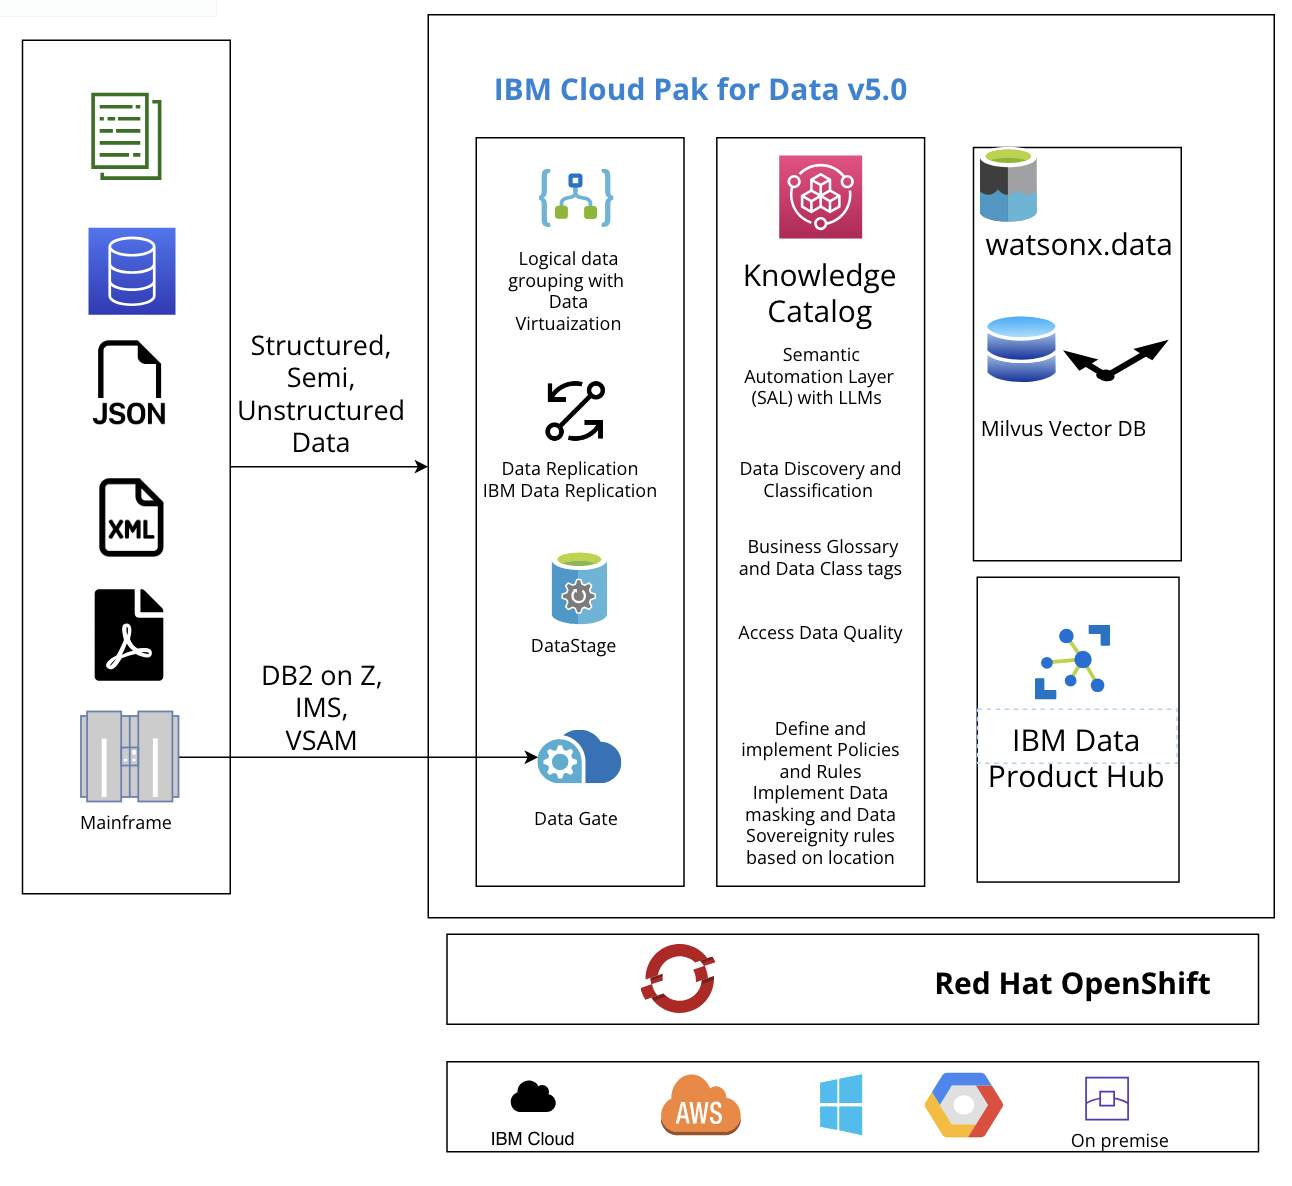 IBM Cloud Pak for Data v5.0
JSON
XML
Mainframe
Structured,
Semi,
Unstructured
Data
DB2 on Z,
IMS,
VSAM
Logical data
grouping with
Data
Virtuaization
Data Replication
IBM Data Replication
DataStage
Data Gate
Knowledge
Catalog
Semantic
Automation Layer
(SAL) with LLMs
Data Discovery and
Classification
Business Glossary
and Data Class tags
Access Data Quality
Define and
implement Policies
and Rules
Implement Data
masking and Data
Sovereignity rules
based on location
watsonx.data
Milvus Vector DB
IBM Data
Product Hub
Red Hat OpenShift
IBM Cloud
AWS
On premise